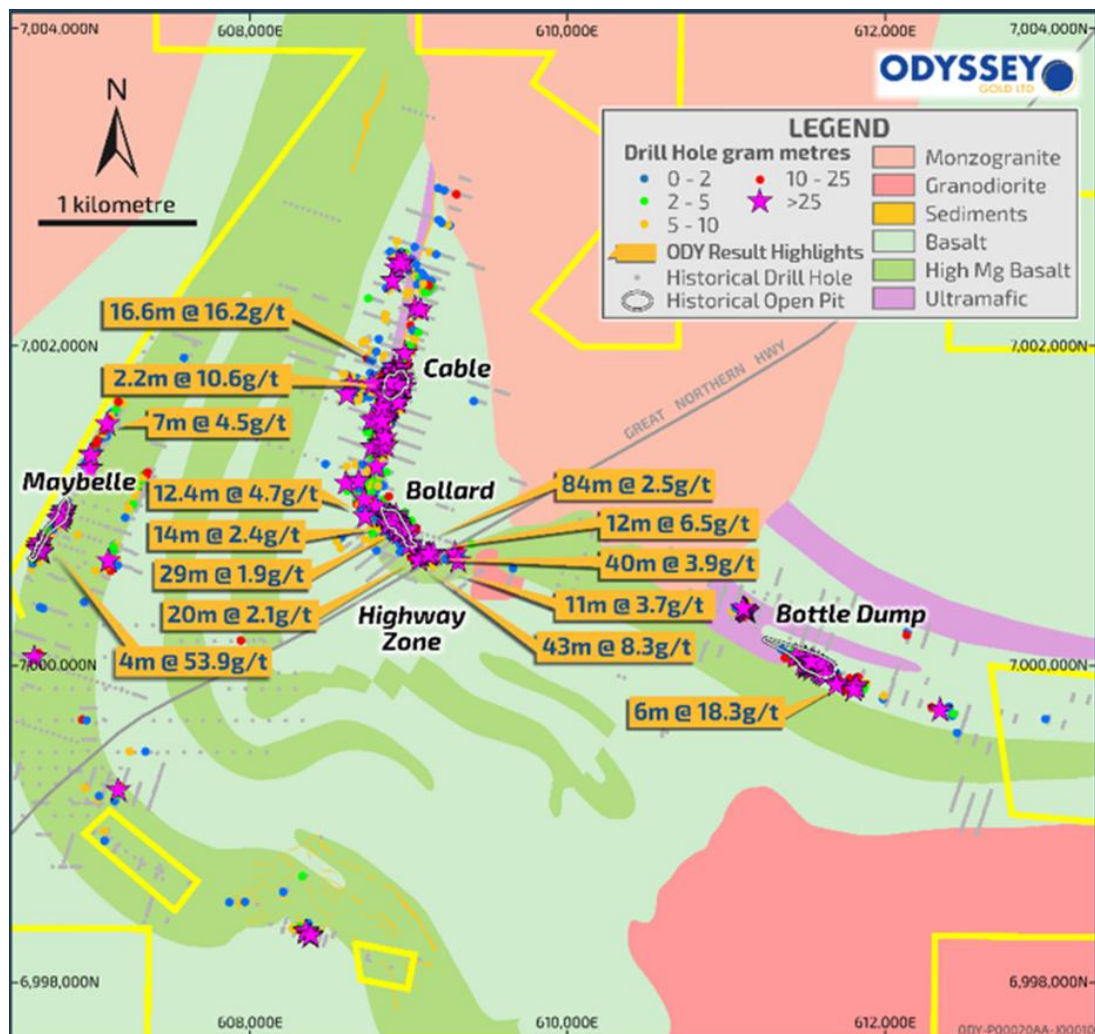 608,000E 610,000E 612,000E
7,004.000N 7,004.000N
ODYSSEY
GOLD LTD
N
1 kilometre
LEGEND
Drill Hole gram metres
0 - 2
2 - 5
5 - 10
10 - 25
>25
ODY Result Highlights
Historical Drill Hole
Historical Open Pit
Monzogranite
Granodiorite
Sediments
Basalt
High Mg Basalt
Ultramafic
16.6m @ 16.2g/t
7,002,000N 7,002,000N
2.2m @ 10.6g/t
Cable
GREAT NORTHERN HWY
7m @ 4.5g/t
Maybelle
12.4m @ 4.7g/t
Bollard
84m @ 2.5g/t
14m @ 2.4g/t
12m @ 6.5g/t
29m @ 1.9g/t
40m @ 3.9g/t
20m @ 2.1g/t
11m @ 3.7g/t
Highway
Zone
Bottle Dump
43m @ 8.3g/t
4m @ 53.9g/t
7,000,000N 7,000,000N
6m @ 18.3g/t
6,998,000N 6,998,000N
608,000E 610,000E 612,000E
ODY-P00020AA-J00010